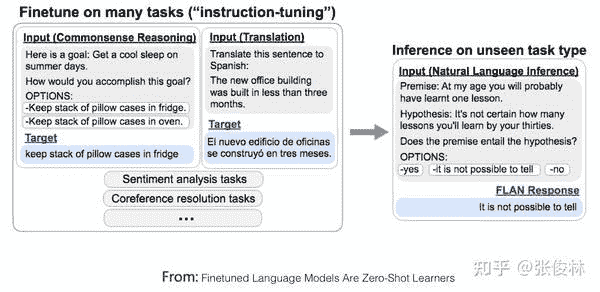 Finetune on many tasks (“instruction-tuning”)
Input (Commonsense Reasoning)
Here is a goal: Get a cool sleep on
summer days.
How would you accomplish this goal?
OPTIONS:
-Keep stack of pillow cases in fridge.
-Keep stack of pillow cases in oven.
Target
keep stack of pillow cases in fridge
Input (Translation)
Translate this sentence to
Spanish:
The new office building
was built in less than three
months.
Target
El nuevo edificio de oficinas
se construyó en tres meses.
Sentiment analysis tasks
Coreference resolution tasks
...
Inference on unseen task type
Input (Natural Language Inference)
Premise: At my age you will probably
have learnt one lesson.
Hypothesis: It's not certain how many
lessons you'll learn by your thirties.
Does the premise entail the hypothesis?
OPTIONS:
-yes -it is not possible to tell -no
FLAN Response
It is not possible to tell
知乎 @张俊林
From: Finetuned Language Models Are Zero-Shot Learners